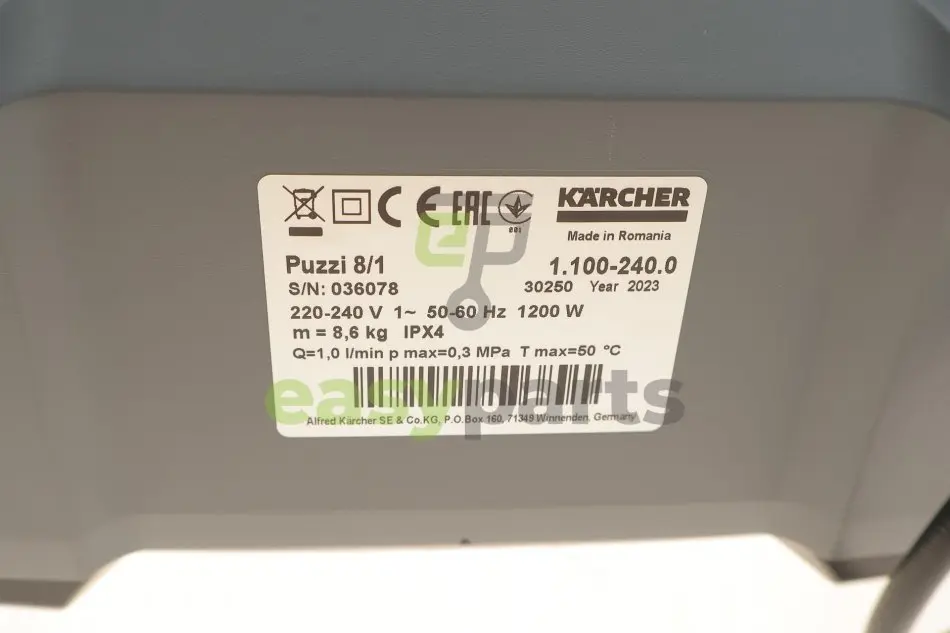 CE EAC
001
KÄRCHER
Made in Romania
Puzzi 8/1 1.100-240.0
S/N: 036078 30250 Year 2023
220-240 V 1~ 50-60 Hz 1200 W
m = 8,6 kg IPX4
Q=1,0 l/min p max=0,3 MPa T max=50 °C
easyparts
Alfred Kärcher SE & Co.KG, P.O.Box 160, 71349 Winnenden, Germany